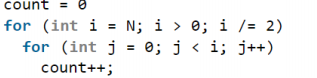 count = 0
for (int i = N; i > 0; i /= 2)
for (int j = 0; j < i; j++)
count++;